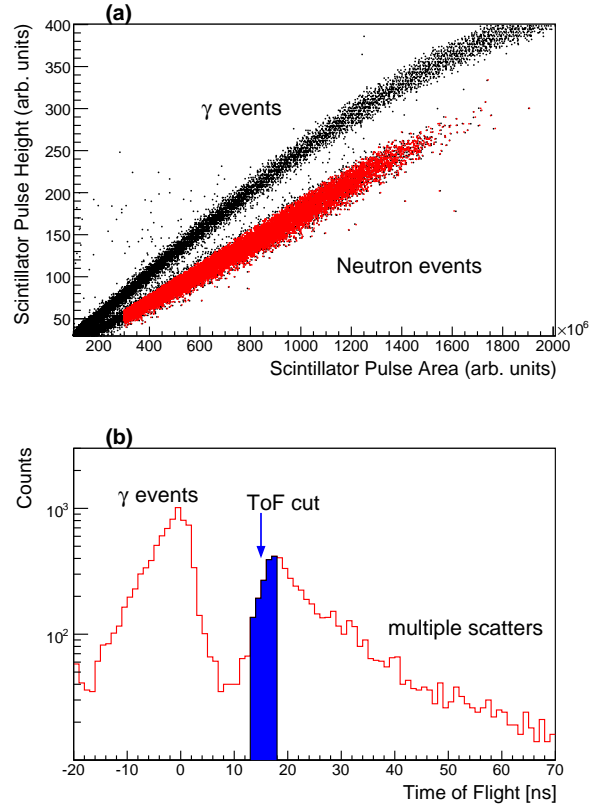 (a)
Scintillator Pulse Height (arb. units)
400
350
300
250
200
150
100
50
γ events
Neutron events
200 400 600 800 1000 1200 1400 1600 1800 2000
×10⁶
Scintillator Pulse Area (arb. units)
(b)
Counts
10³
10²
γ events
ToF cut
multiple scatters
-20 -10 0 10 20 30 40 50 60 70
Time of Flight [ns]